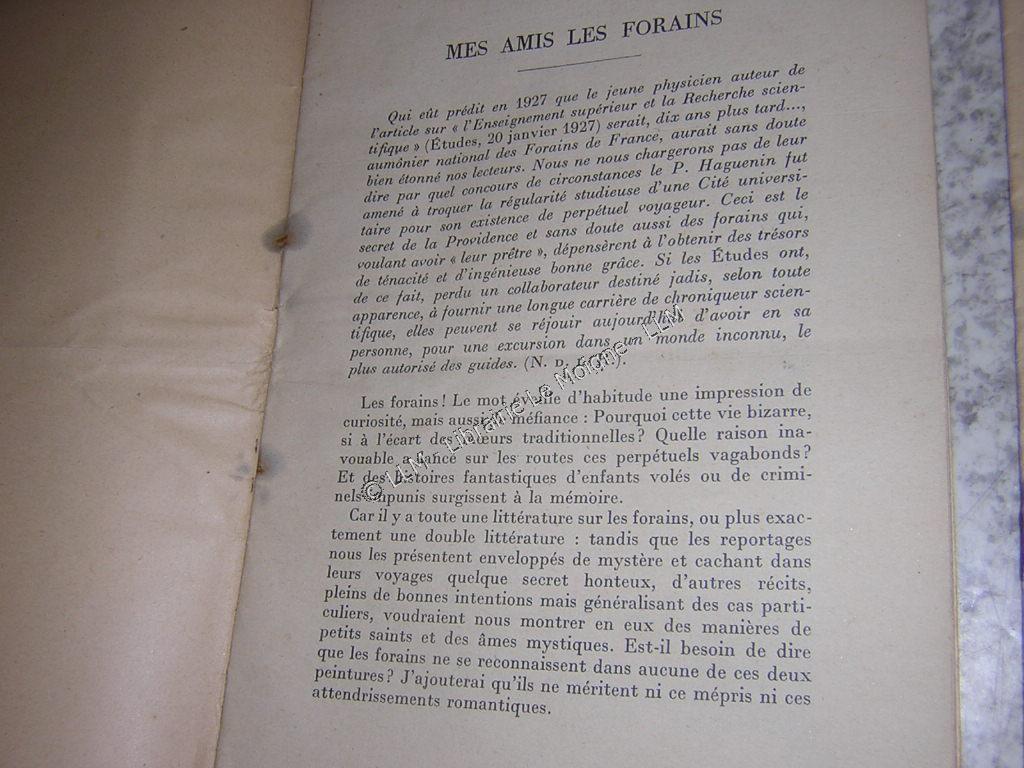 MES AMIS LES FORAINS
Qui eût prédit en 1927 que le jeune physicien auteur de
l'article sur « l'Enseignement supérieur et la Recherche scien-
tifique » (Études, 20 janvier 1927) serait, dix ans plus tard...,
aumônier national des Forains de France, aurait sans doute
bien étonné nos lecteurs. Nous ne nous chargerons pas de leur
dire par quel concours de circonstances le P. Haguenin fut
amené à troquer la régularité studieuse d'une Cité universi-
taire pour son existence de perpétuel voyageur. Ceci est le
secret de la Providence et sans doute aussi des forains qui,
voulant avoir « leur prêtre », dépensèrent à l'obtenir des trésors
de ténacité et d'ingénieuse bonne grâce. Si les Études ont,
de ce fait, perdu un collaborateur destiné jadis, selon toute
apparence, à fournir une longue carrière de chroniqueur scien-
tifique, elles peuvent se réjouir aujourd'hui d'avoir en sa
personne, pour une excursion dans un monde inconnu, le
plus autorisé des guides. (N. D. L. R.).
Les forains! Le mot éveille d'habitude une impression de
curiosité, mais aussi de méfiance : Pourquoi cette vie bizarre,
si à l'écart des mœurs traditionnelles? Quelle raison ina-
vouable a lancé sur les routes ces perpétuels vagabonds?
Et des histoires fantastiques d'enfants volés ou de crimi-
nels impunis surgissent à la mémoire.
Car il y a toute une littérature sur les forains, ou plus exac-
tement une double littérature : tandis que les reportages
nous les présentent enveloppés de mystère et cachant dans
leurs voyages quelque secret honteux, d'autres récits,
pleins de bonnes intentions mais généralisant des cas parti-
culiers, voudraient nous montrer en eux des manières de
petits saints et des âmes mystiques. Est-il besoin de dire
que les forains ne se reconnaissent dans aucune de ces deux
peintures? J'ajouterai qu'ils ne méritent ni ce mépris ni ces
attendrissements romantiques.
© LLM - Librairie Le Moigne - LLM